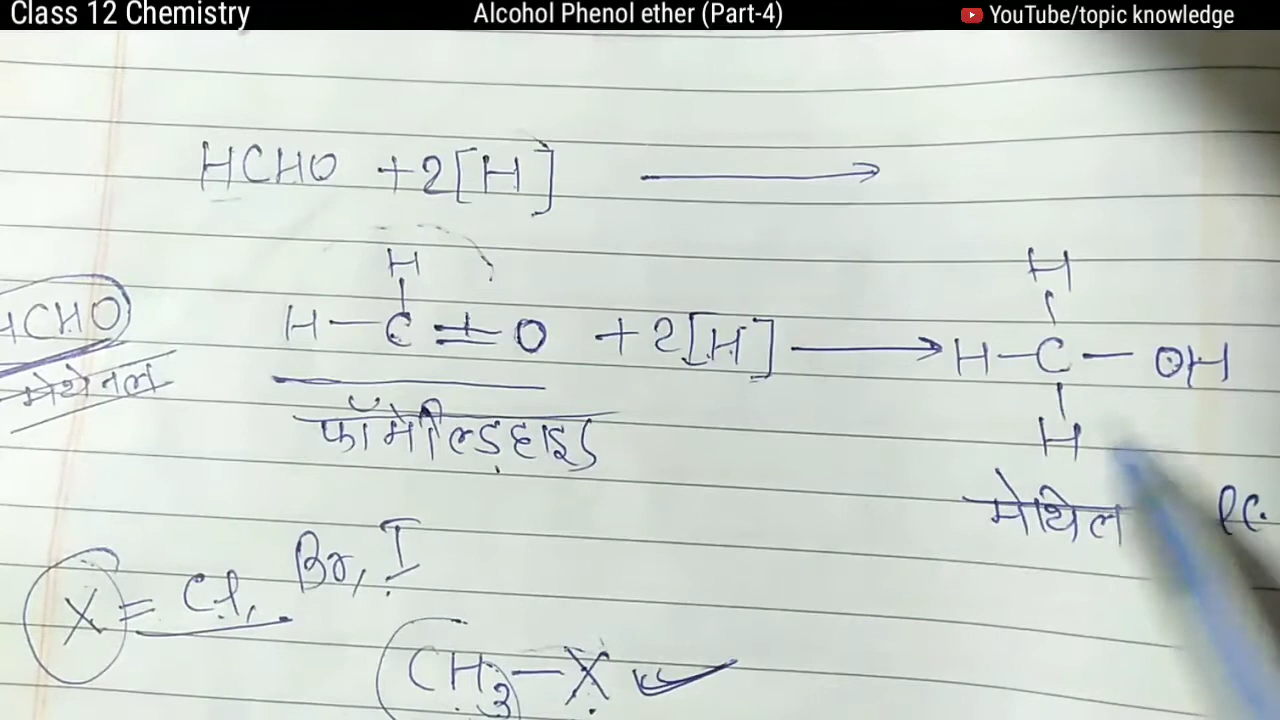 Class 12 Chemistry
Alcohol Phenol ether (Part-4)
YouTube/topic knowledge
HCHO + 2[H] ⟶
H
H—C=O + 2[H] ⟶ H—C—OH
H
H
HCHO
मेथेनल
फॉर्मेल्डिहाइड
मेथिल
X = Cl, Br, I
CH₃—X ✓